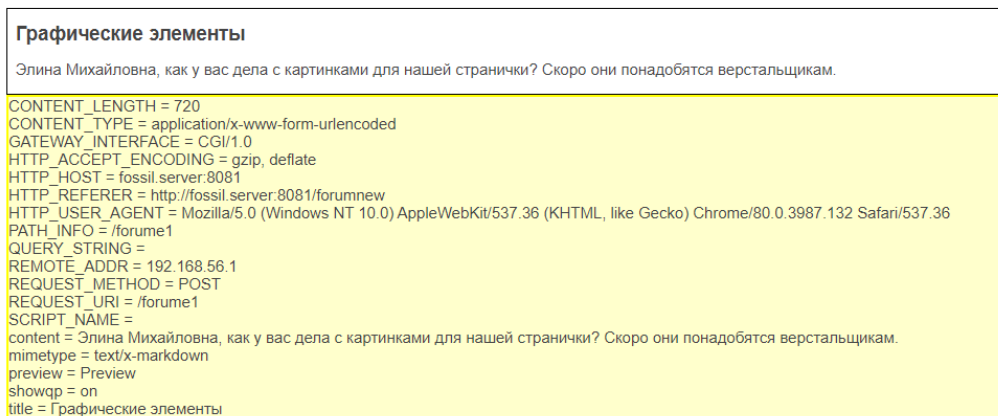 Графические элементы
Элина Михайловна, как у вас дела с картинками для нашей странички? Скоро они понадобятся верстальщикам.
CONTENT_LENGTH = 720
CONTENT_TYPE = application/x-www-form-urlencoded
GATEWAY_INTERFACE = CGI/1.0
HTTP_ACCEPT_ENCODING = gzip, deflate
HTTP_HOST = fossil.server:8081
HTTP_REFERER = http://fossil.server:8081/forumnew
HTTP_USER_AGENT = Mozilla/5.0 (Windows NT 10.0) AppleWebKit/537.36 (KHTML, like Gecko) Chrome/80.0.3987.132 Safari/537.36
PATH_INFO = /forume1
QUERY_STRING =
REMOTE_ADDR = 192.168.56.1
REQUEST_METHOD = POST
REQUEST_URI = /forume1
SCRIPT_NAME =
content = Элина Михайловна, как у вас дела с картинками для нашей странички? Скоро они понадобятся верстальщикам.
mimetype = text/x-markdown
preview = Preview
showqp = on
title = Графические элементы